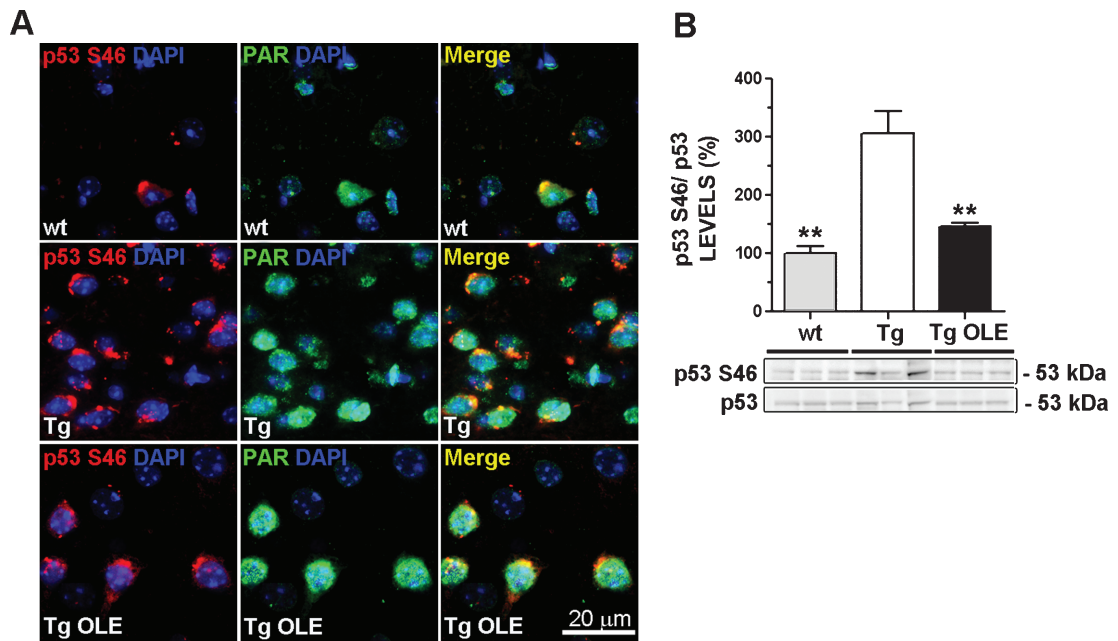 A
p53 S46 DAPI
PAR DAPI
Merge
wt
wt
wt
p53 S46 DAPI
PAR DAPI
Merge
Tg
Tg
Tg
p53 S46 DAPI
PAR DAPI
Merge
Tg OLE
Tg OLE
Tg OLE
20 μm
B
p53 S46/ p53
LEVELS (%)
400
300
200
100
0
**
**
wt
Tg
Tg OLE
p53 S46
- 53 kDa
p53
- 53 kDa